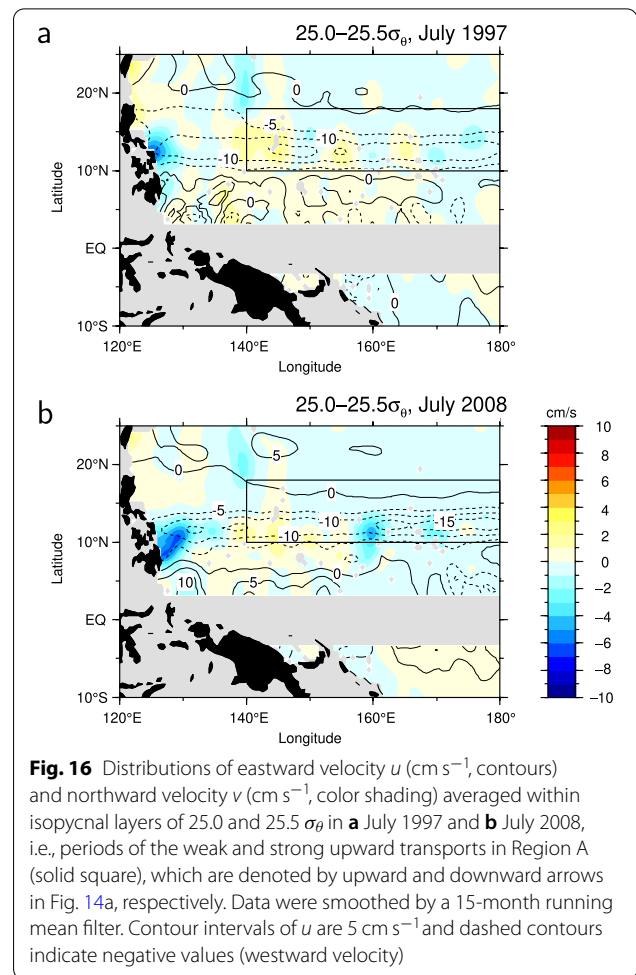 a
25.0–25.5σθ, July 1997
20°N
10°N
EQ
10°S
Latitude
0
0
-5
-10
10
0
0
0
120°E
140°E
160°E
180°
Longitude
b
25.0–25.5σθ, July 2008
20°N
10°N
EQ
10°S
Latitude
5
0
0
-5
-10
-10
-15
0
10
5
120°E
140°E
160°E
180°
Longitude
cm/s
10
8
6
4
2
0
−2
−4
−6
−8
−10
Fig. 16 Distributions of eastward velocity u (cm s−1, contours)
and northward velocity v (cm s−1, color shading) averaged within
isopycnal layers of 25.0 and 25.5 σθ in a July 1997 and b July 2008,
i.e., periods of the weak and strong upward transports in Region A
(solid square), which are denoted by upward and downward arrows
in Fig. 14a, respectively. Data were smoothed by a 15-month running
mean filter. Contour intervals of u are 5 cm s−1 and dashed contours
indicate negative values (westward velocity)